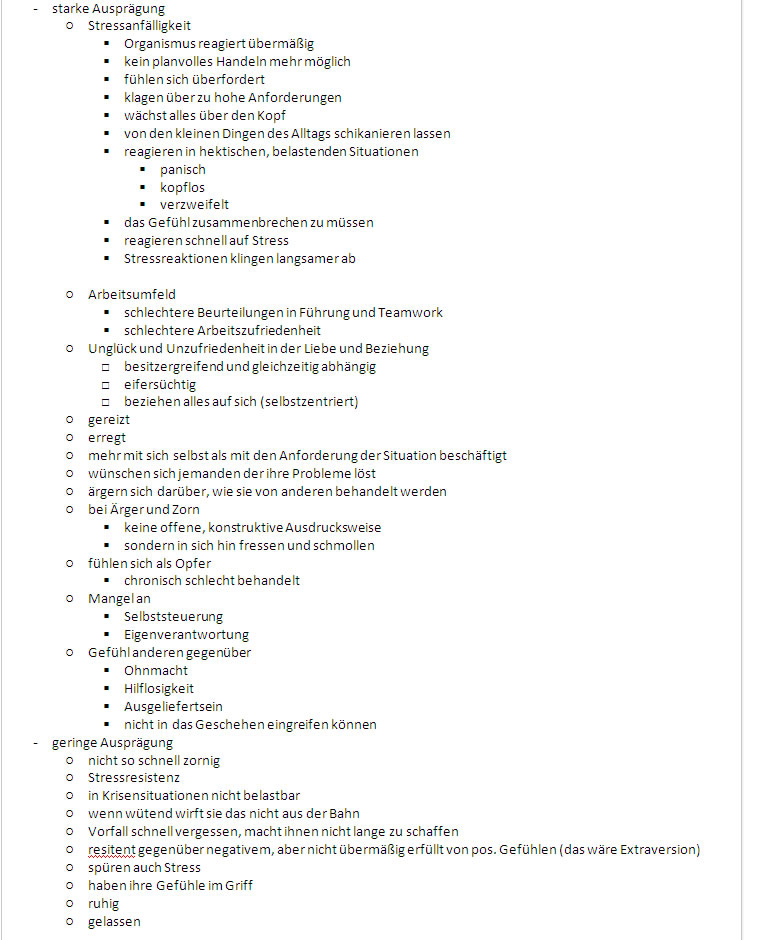 - starke Ausprägung
o Stressanfälligkeit
▪ Organismus reagiert übermäßig
▪ kein planvolles Handeln mehr möglich
▪ fühlen sich überfordert
▪ klagen über zu hohe Anforderungen
▪ wächst alles über den Kopf
▪ von den kleinen Dingen des Alltags schikanieren lassen
▪ reagieren in hektischen, belastenden Situationen
▪ panisch
▪ kopflos
▪ verzweifelt
▪ das Gefühl zusammenbrechen zu müssen
▪ reagieren schnell auf Stress
▪ Stressreaktionen klingen langsamer ab
o Arbeitsumfeld
▪ schlechtere Beurteilungen in Führung und Teamwork
▪ schlechtere Arbeitszufriedenheit
o Unglück und Unzufriedenheit in der Liebe und Beziehung
□ besitzergreifend und gleichzeitig abhängig
□ eifersüchtig
□ beziehen alles auf sich (selbstzentriert)
o gereizt
o erregt
o mehr mit sich selbst als mit den Anforderung der Situation beschäftigt
o wünschen sich jemanden der ihre Probleme löst
o ärgern sich darüber, wie sie von anderen behandelt werden
o bei Ärger und Zorn
▪ keine offene, konstruktive Ausdrucksweise
▪ sondern in sich hin fressen und schmollen
o fühlen sich als Opfer
▪ chronisch schlecht behandelt
o Mangel an
▪ Selbststeuerung
▪ Eigenverantwortung
o Gefühl anderen gegenüber
▪ Ohnmacht
▪ Hilflosigkeit
▪ Ausgeliefertsein
▪ nicht in das Geschehen eingreifen können
- geringe Ausprägung
o nicht so schnell zornig
o Stressresistenz
o in Krisensituationen nicht belastbar
o wenn wütend wirft sie das nicht aus der Bahn
o Vorfall schnell vergessen, macht ihnen nicht lange zu schaffen
o resitent gegenüber negativem, aber nicht übermäßig erfüllt von pos. Gefühlen (das wäre Extraversion)
o spüren auch Stress
o haben ihre Gefühle im Griff
o ruhig
o gelassen